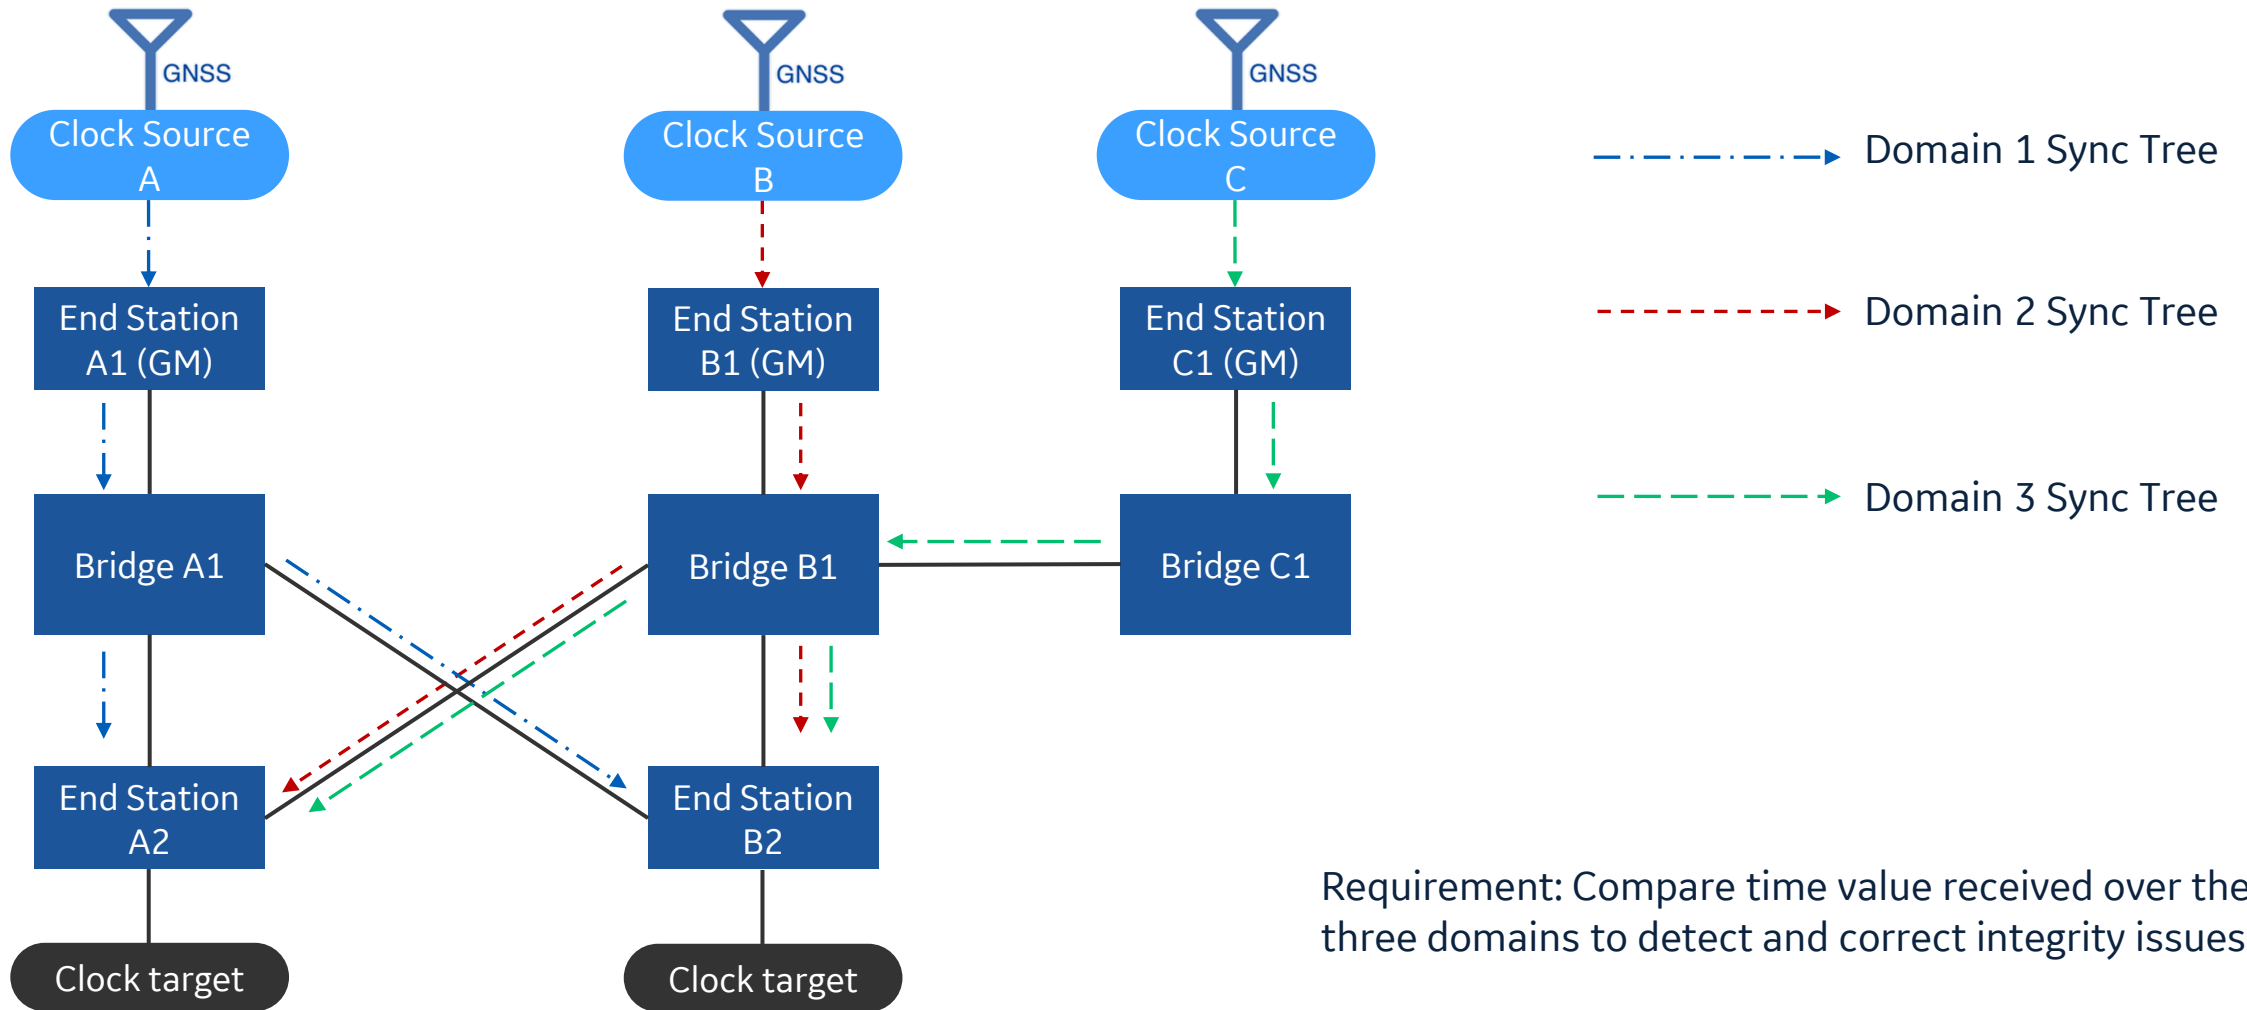 GNSS
GNSS
GNSS
Clock Source
A
Clock Source
B
Clock Source
C
Domain 1 Sync Tree
End Station
A1 (GM)
End Station
B1 (GM)
End Station
C1 (GM)
Domain 2 Sync Tree
Domain 3 Sync Tree
Bridge A1
Bridge B1
Bridge C1
End Station
A2
End Station
B2
Requirement: Compare time value received over the
three domains to detect and correct integrity issues
Clock target
Clock target